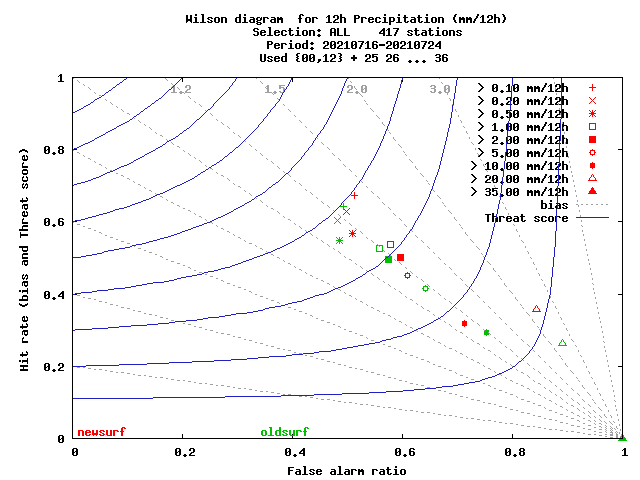 Wilson diagram  for 12h Precipitation (mm/12h)
Selection: ALL    417 stations
Period: 20210716-20210724
Used {00,12} + 25 26 ... 36
1.2 1.5 2.0 3.0
> 0.10 mm/12h
> 0.20 mm/12h
> 0.50 mm/12h
> 1.00 mm/12h
> 2.00 mm/12h
> 5.00 mm/12h
> 10.00 mm/12h
> 20.00 mm/12h
> 35.00 mm/12h
bias
Threat score
Hit rate (bias and Threat score)
1
0.8
0.6
0.4
0.2
0
newsurf oldsurf
0 0.2 0.4 0.6 0.8 1
False alarm ratio